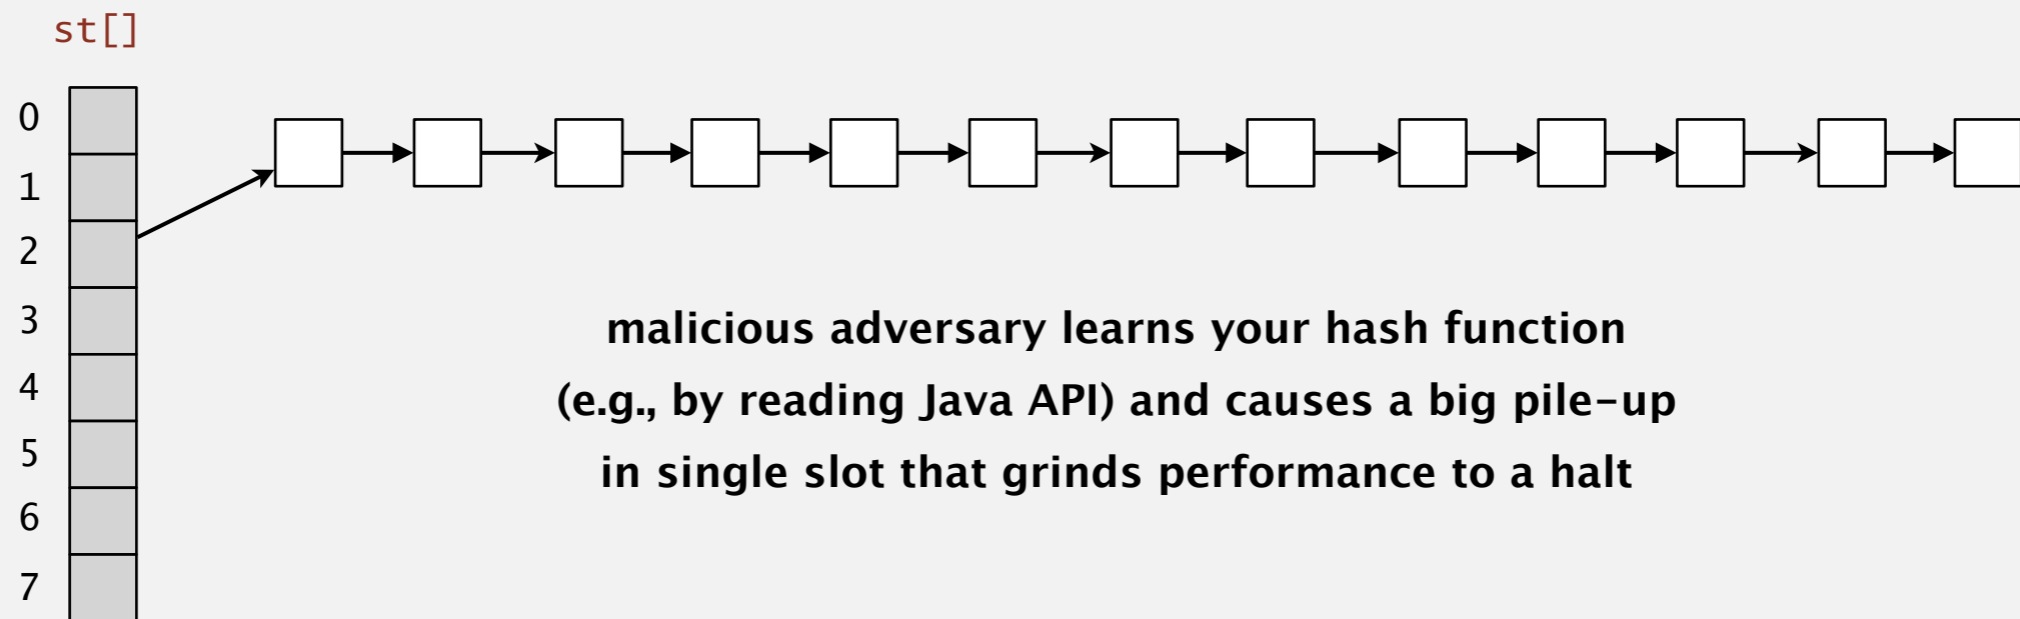 st[]
0
1
2
3
4
5
6
7
malicious adversary learns your hash function
(e.g., by reading Java API) and causes a big pile-up
in single slot that grinds performance to a halt